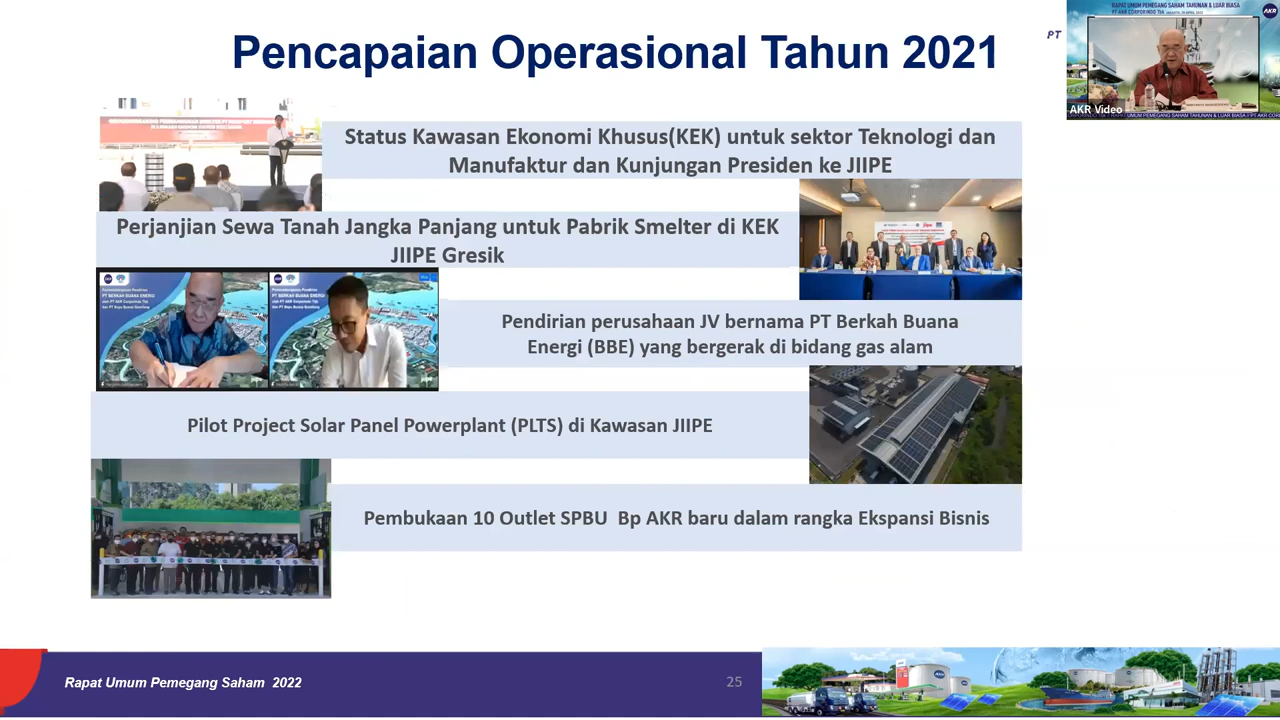 Pencapaian Operasional Tahun 2021
PT
RAPAT UMUM PEMEGANG SAHAM TAHUNAN & LUAR BIASA
PT AKR CORPORINDO Tbk JAKARTA, 28 APRIL 2022
AKR
AKR Video
Status Kawasan Ekonomi Khusus(KEK) untuk sektor Teknologi dan
Manufaktur dan Kunjungan Presiden ke JIIPE
Perjanjian Sewa Tanah Jangka Panjang untuk Pabrik Smelter di KEK
JIIPE Gresik
PT BERKAH BUANA ENERGI
PT BERKAH BUANA ENERGI
Pendirian perusahaan JV bernama PT Berkah Buana
Energi (BBE) yang bergerak di bidang gas alam
Pilot Project Solar Panel Powerplant (PLTS) di Kawasan JIIPE
Pembukaan 10 Outlet SPBU Bp AKR baru dalam rangka Ekspansi Bisnis
Rapat Umum Pemegang Saham 2022
25